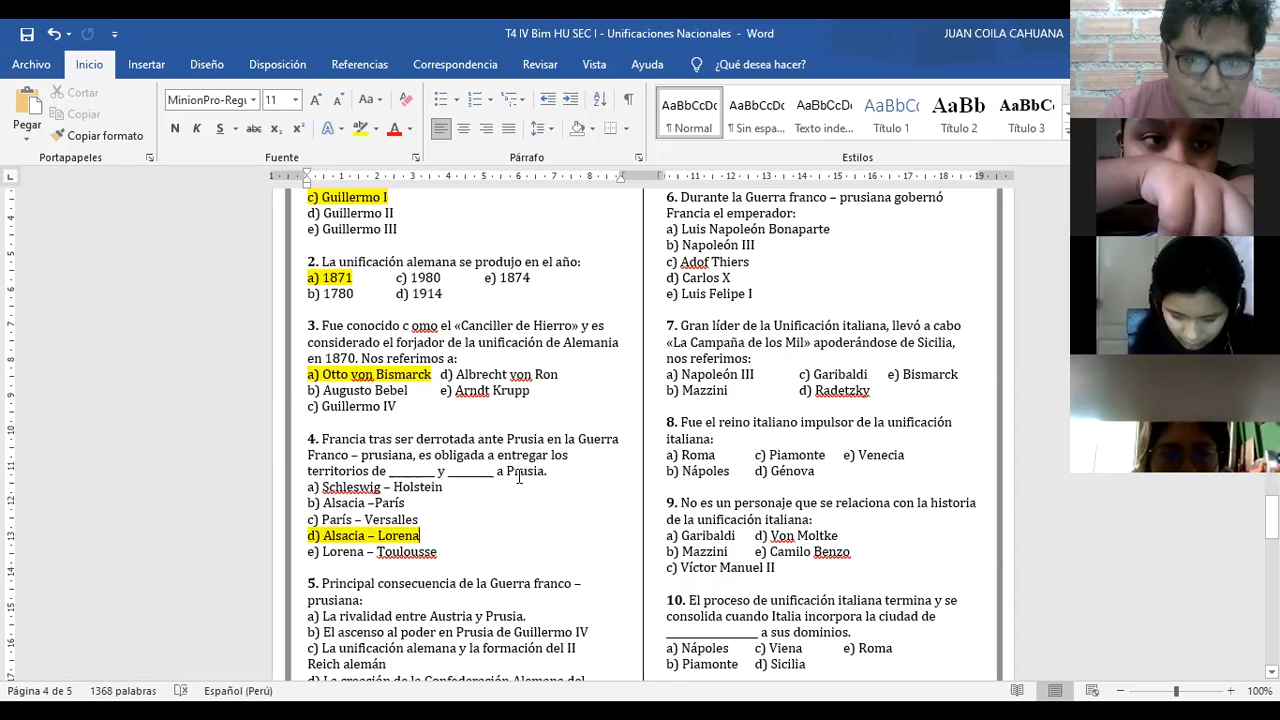 T4 IV Bim HU SEC I - Unificaciones Nacionales - Word
JUAN COILA CAHUANA
Archivo Inicio Insertar Diseño Disposición Referencias Correspondencia Revisar Vista Ayuda ¿Qué desea hacer?
Pegar
Cortar
Copiar
Copiar formato
Portapapeles
MinionPro-Regu 11
N K S abc x₂ x²
Fuente
Párrafo
AaBbCcDc AaBbCcDc AaBbCcDc AaBbCc AaBb AaBbCc
¶ Normal ¶ Sin espa... Texto inde... Título 1 Título 2 Título 3
Estilos
c) Guillermo I
d) Guillermo II
e) Guillermo III
2. La unificación alemana se produjo en el año:
a) 1871 c) 1980 e) 1874
b) 1780 d) 1914
3. Fue conocido c omo el «Canciller de Hierro» y es
considerado el forjador de la unificación de Alemania
en 1870. Nos referimos a:
a) Otto von Bismarck d) Albrecht von Ron
b) Augusto Bebel e) Arndt Krupp
c) Guillermo IV
4. Francia tras ser derrotada ante Prusia en la Guerra
Franco – prusiana, es obligada a entregar los
territorios de ________ y ________ a Prusia.
a) Schleswig – Holstein
b) Alsacia –París
c) París – Versalles
d) Alsacia – Lorena
e) Lorena – Toulousse
5. Principal consecuencia de la Guerra franco –
prusiana:
a) La rivalidad entre Austria y Prusia.
b) El ascenso al poder en Prusia de Guillermo IV
c) La unificación alemana y la formación del II
Reich alemán
d) La creación de la Confederación Alemana del
6. Durante la Guerra franco – prusiana gobernó
Francia el emperador:
a) Luis Napoleón Bonaparte
b) Napoleón III
c) Adof Thiers
d) Carlos X
e) Luis Felipe I
7. Gran líder de la Unificación italiana, llevó a cabo
«La Campaña de los Mil» apoderándose de Sicilia,
nos referimos:
a) Napoleón III c) Garibaldi e) Bismarck
b) Mazzini d) Radetzky
8. Fue el reino italiano impulsor de la unificación
italiana:
a) Roma c) Piamonte e) Venecia
b) Nápoles d) Génova
9. No es un personaje que se relaciona con la historia
de la unificación italiana:
a) Garibaldi d) Von Moltke
b) Mazzini e) Camilo Benzo
c) Víctor Manuel II
10. El proceso de unificación italiana termina y se
consolida cuando Italia incorpora la ciudad de
________________ a sus dominios.
a) Nápoles c) Viena e) Roma
b) Piamonte d) Sicilia
Página 4 de 5 1368 palabras Español (Perú) 100%